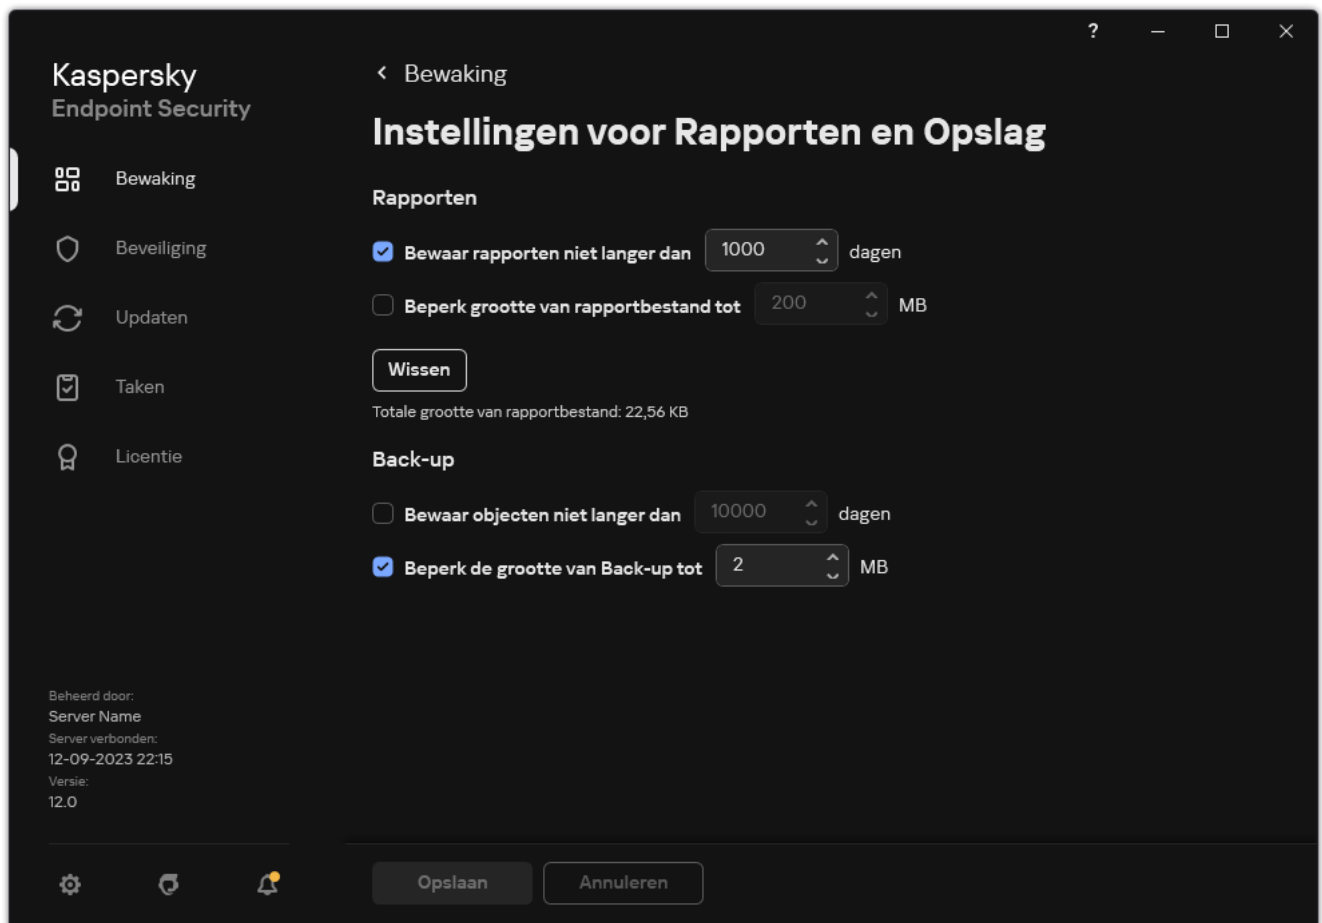 ?
Kaspersky
Endpoint Security
Bewaking
Beveiliging
Updaten
Taken
Licentie
Beheerd door:
Server Name
Server verbonden:
12-09-2023 22:15
Versie:
12.0
Bewaking
Instellingen voor Rapporten en Opslag
Rapporten
Bewaar rapporten niet langer dan 1000 dagen
Beperk grootte van rapportbestand tot 200 MB
Wissen
Totale grootte van rapportbestand: 22,56 KB
Back-up
Bewaar objecten niet langer dan 10000 dagen
Beperk de grootte van Back-up tot 2 MB
Opslaan Annuleren